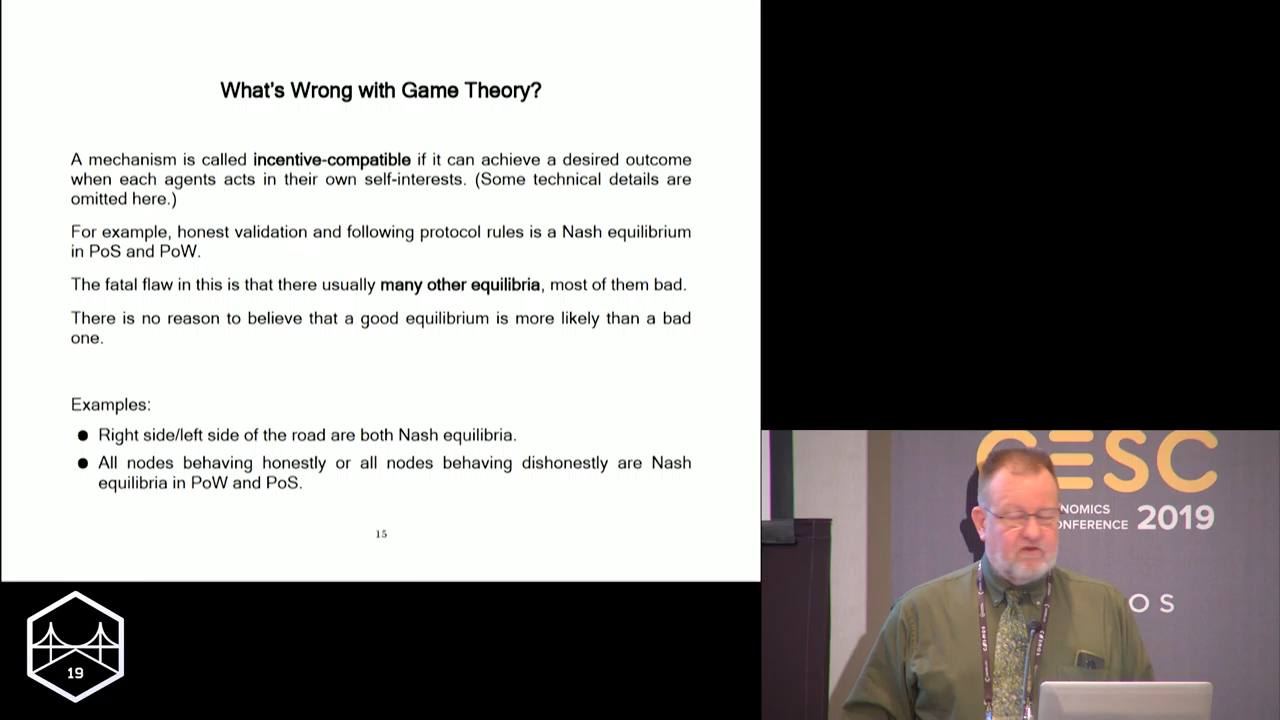 What's Wrong with Game Theory?
A mechanism is called incentive-compatible if it can achieve a desired outcome
when each agents acts in their own self-interests. (Some technical details are
omitted here.)
For example, honest validation and following protocol rules is a Nash equilibrium
in PoS and PoW.
The fatal flaw in this is that there usually many other equilibria, most of them bad.
There is no reason to believe that a good equilibrium is more likely than a bad
one.
Examples:
● Right side/left side of the road are both Nash equilibria.
● All nodes behaving honestly or all nodes behaving dishonestly are Nash
equilibria in PoW and PoS.
15
CESC
NOMICS
ONFERENCE 2019
OS
19